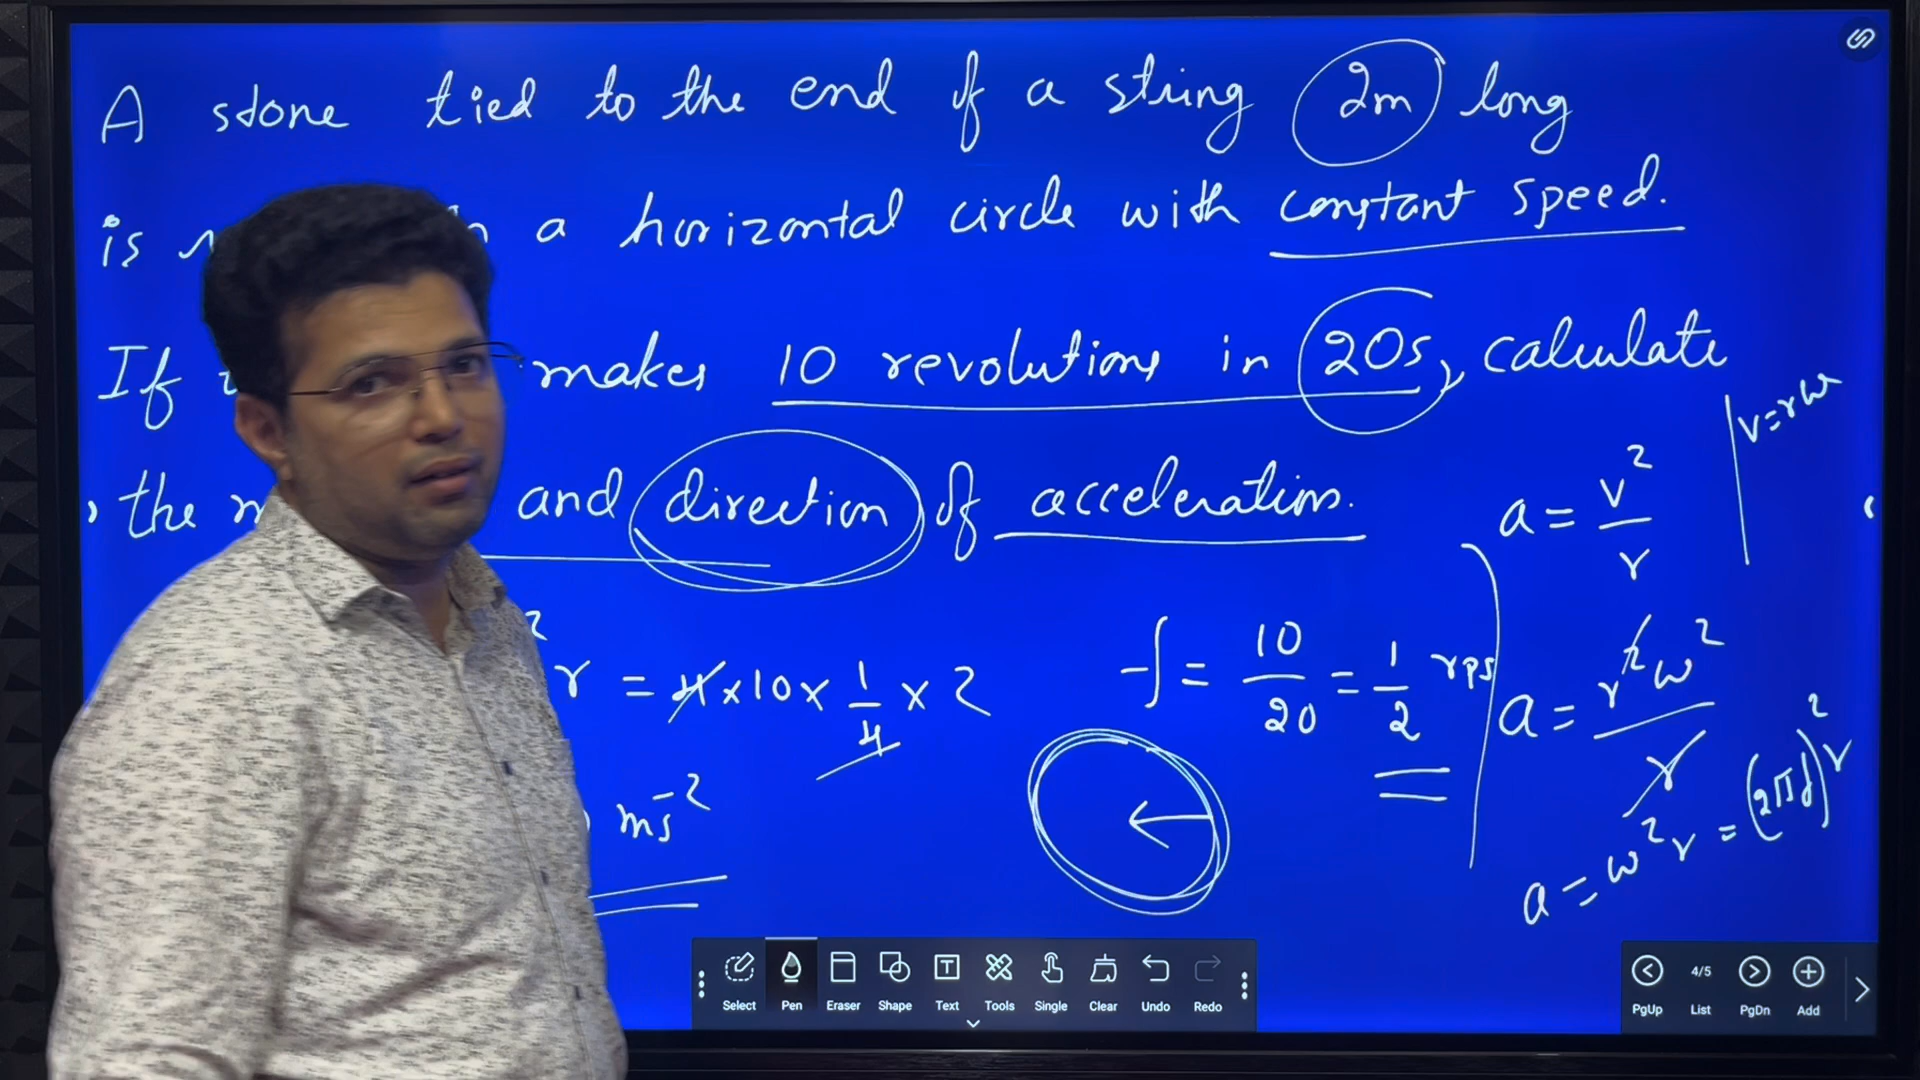 A stone tied to the end of a string 2m long
is a horizontal circle with constant speed.
If makes 10 revolutions in 20s, calculate
the and direction of acceleration.
v = rω
a = v² / r
r = 4 × 10 × 1/4 × 2
f = 10/20 = 1/2 rps
a = r²ω² / r
ms⁻²
a = ω²r = (2πf)²r
Select Pen Eraser Shape Text Tools Single Clear Undo Redo
4/5
PgUp List PgDn Add